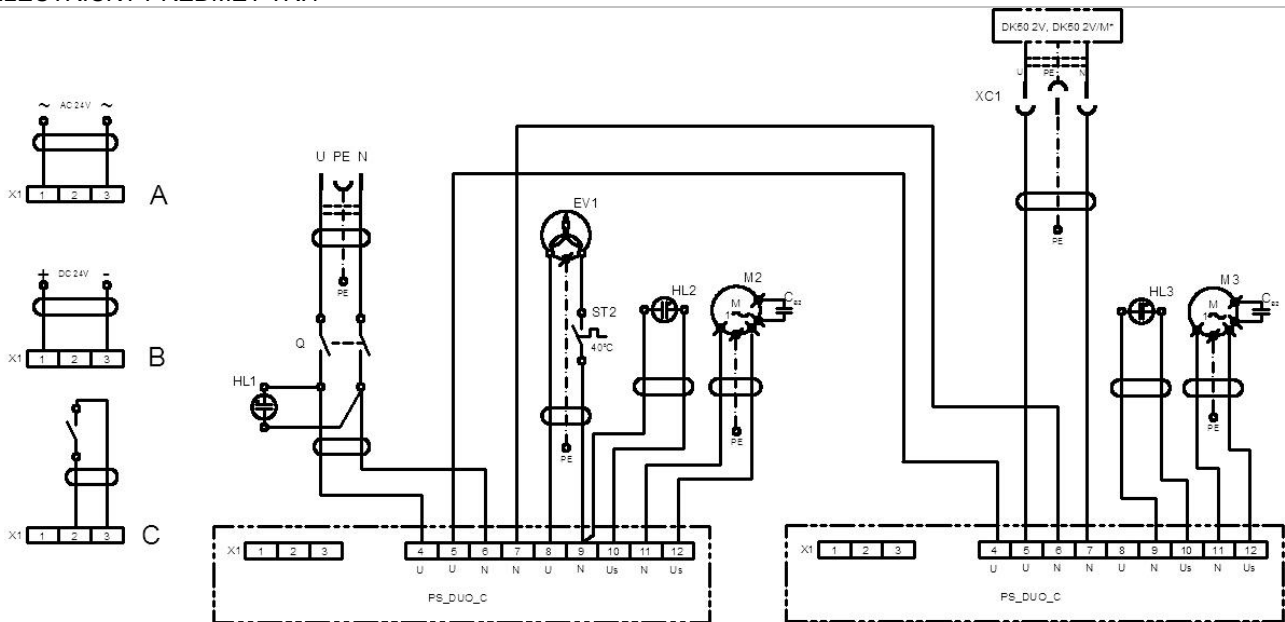 DK50 2V, DK50 2V/M*
U PE N
XC1
PE
~ AC 24V ~
X1 1 2 3 A
+ DC 24V -
X1 1 2 3 B
X1 1 2 3 C
U PE N
PE
Q
HL1
EV1
ST2
40°C
PE
HL2
M2
M
1~
PE
HL3
M3
M
1~
PE
X1 1 2 3
4 5 6 7 8 9 10 11 12
U U N N U N Us N Us
PS_DUO_C
X1 1 2 3
4 5 6 7 8 9 10 11 12
U U N N U N Us N Us
PS_DUO_C